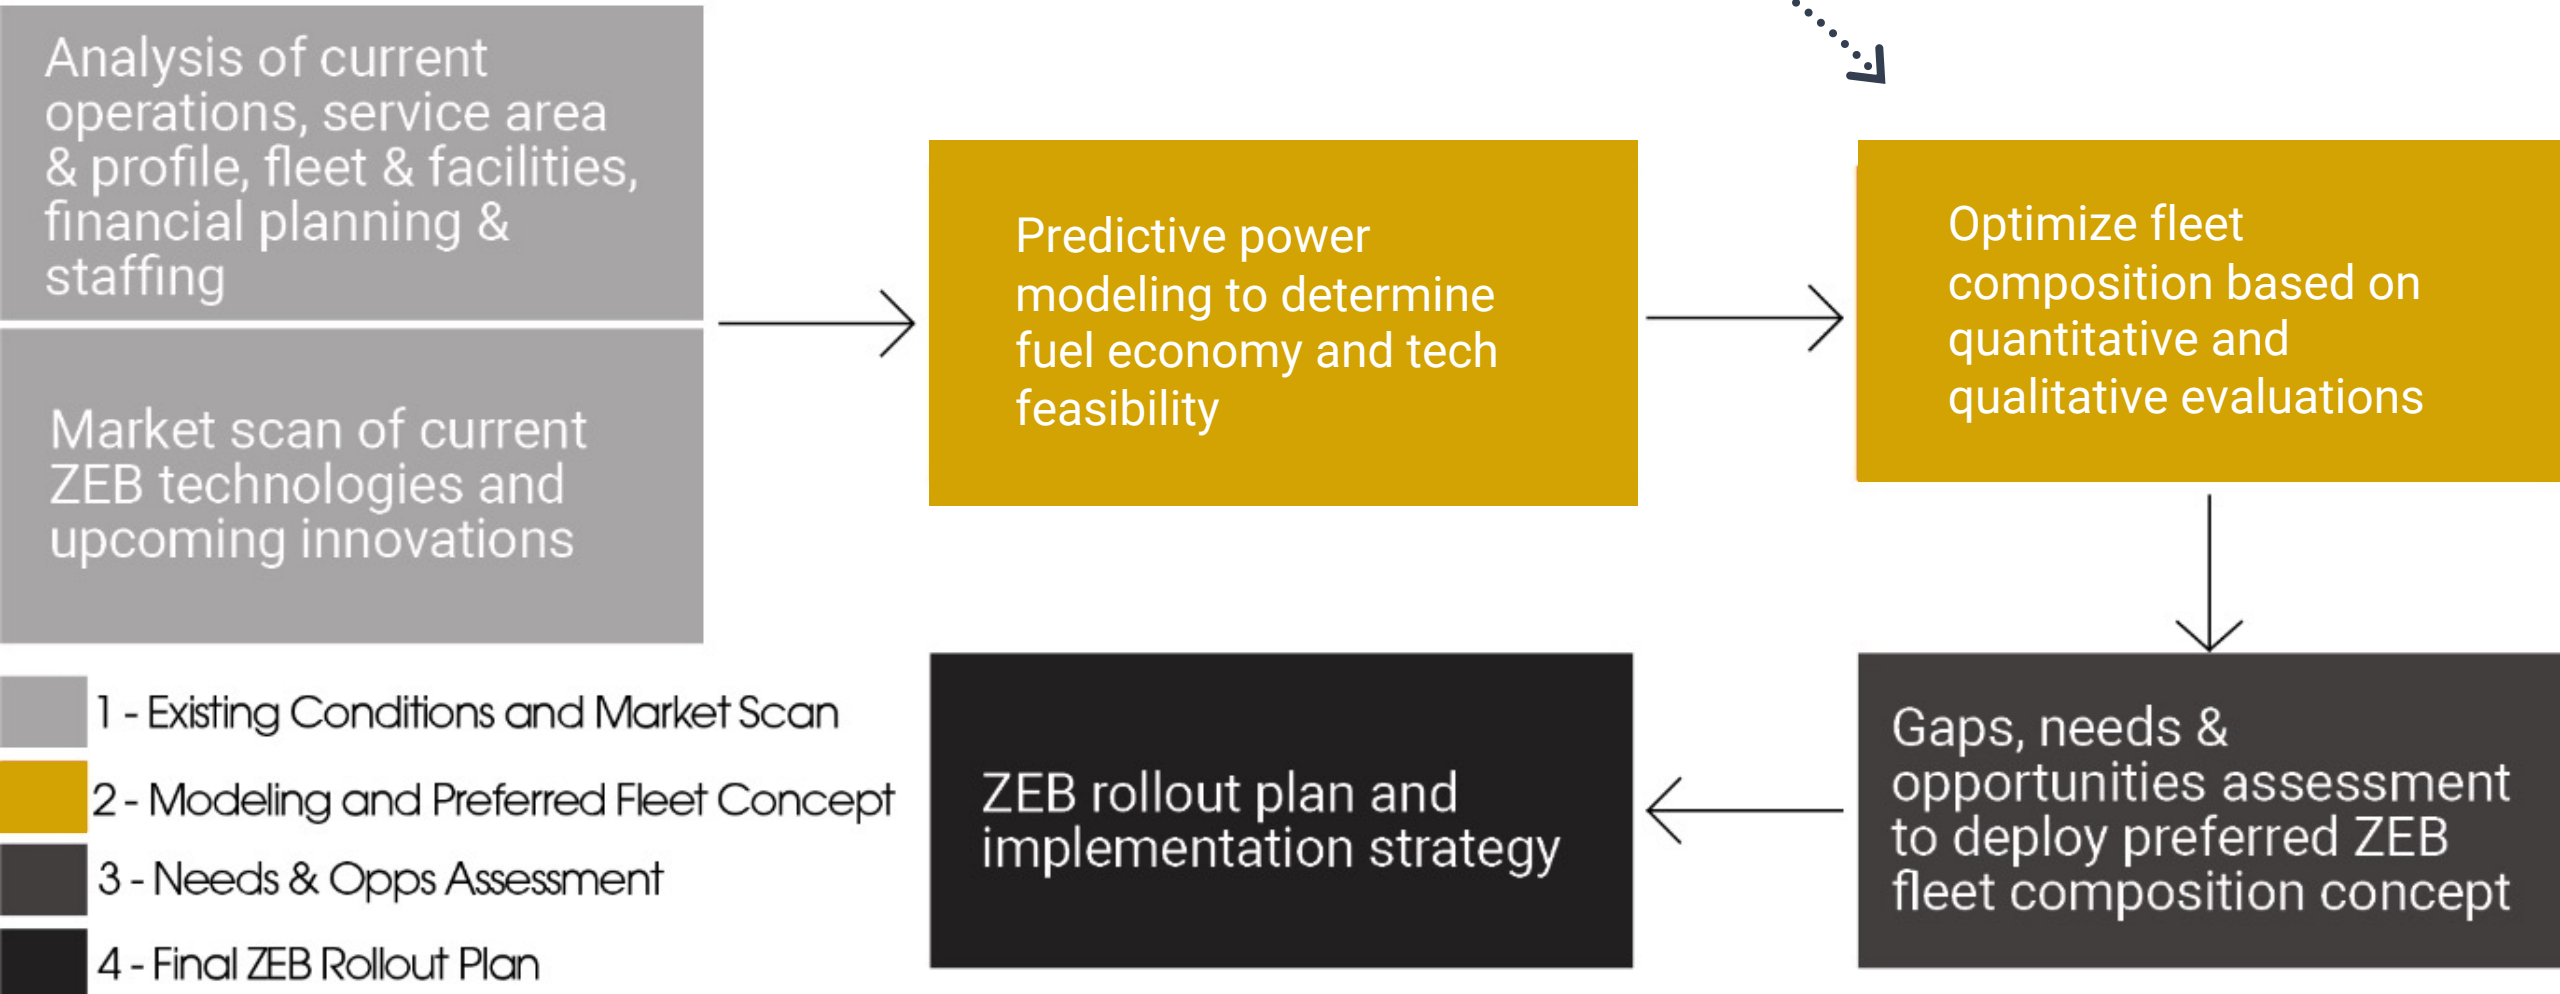 Analysis of current
operations, service area
& profile, fleet & facilities,
financial planning &
staffing
Market scan of current
ZEB technologies and
upcoming innovations
Predictive power
modeling to determine
fuel economy and tech
feasibility
Optimize fleet
composition based on
quantitative and
qualitative evaluations
Gaps, needs &
opportunities assessment
to deploy preferred ZEB
fleet composition concept
ZEB rollout plan and
implementation strategy
1 - Existing Conditions and Market Scan
2 - Modeling and Preferred Fleet Concept
3 - Needs & Opps Assessment
4 - Final ZEB Rollout Plan